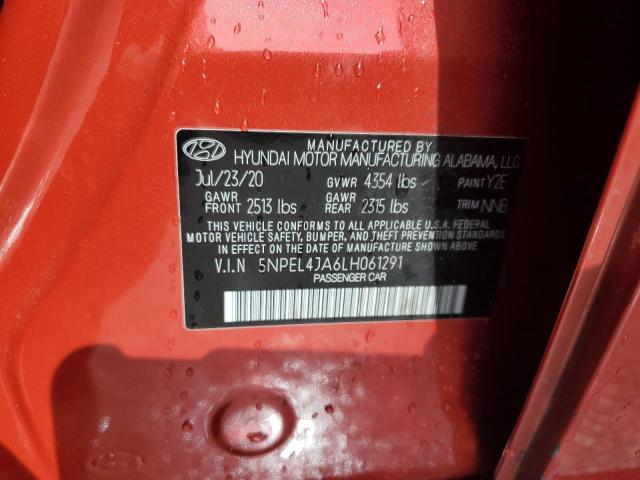 MANUFACTURED BY
HYUNDAI MOTOR MANUFACTURING ALABAMA, LLC
Jul/23/20 GVWR 4354 lbs PAINT Y2E
GAWR FRONT 2513 lbs GAWR REAR 2315 lbs TRIM NNB
THIS VEHICLE CONFORMS TO ALL APPLICABLE U.S.A. FEDERAL
MOTOR VEHICLE SAFETY, BUMPER, AND THEFT STANDARDS
IN EFFECT ON THE DATE OF MANUFACTURE SHOWN ABOVE.
V.I.N 5NPEL4JA6LH061291
PASSENGER CAR